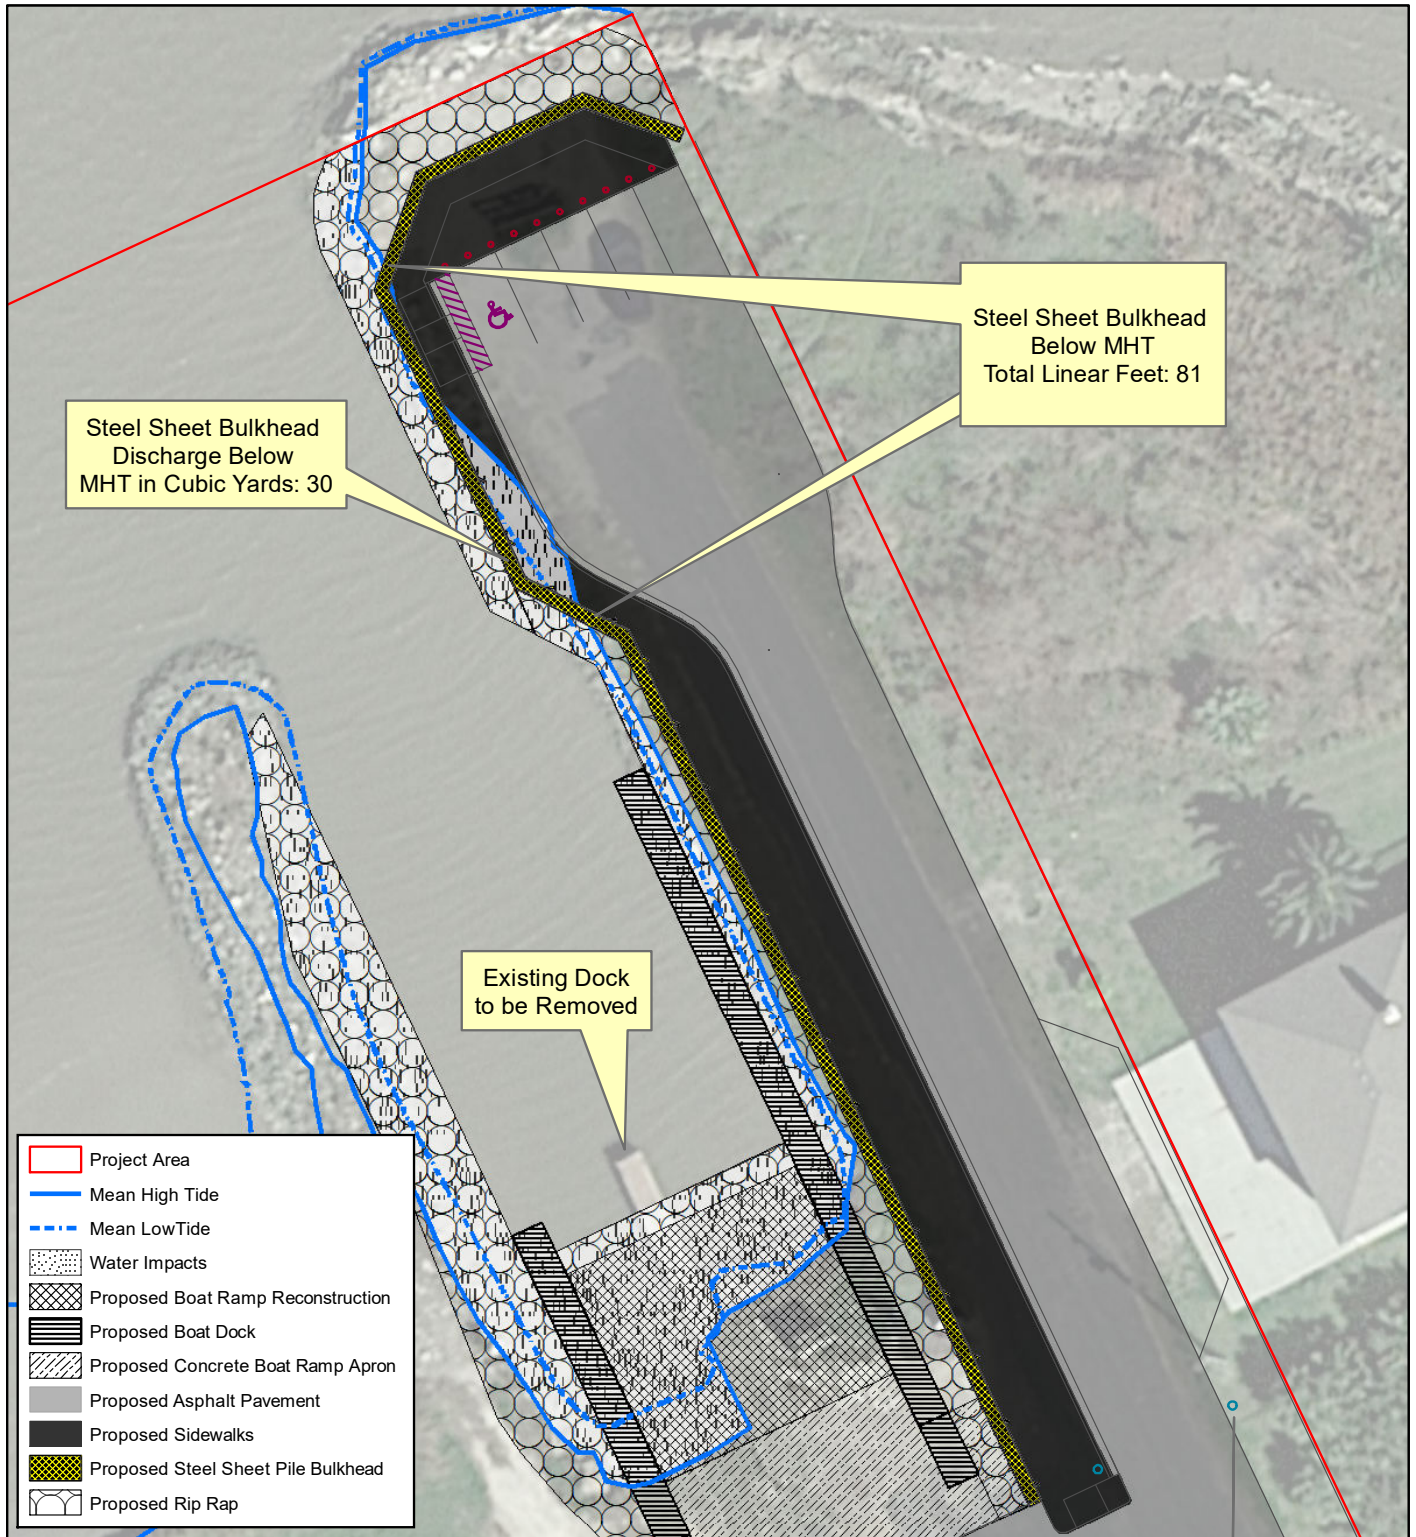 Steel Sheet Bulkhead
Below MHT
Total Linear Feet: 81
Steel Sheet Bulkhead
Discharge Below
MHT in Cubic Yards: 30
Existing Dock
to be Removed
Project Area
Mean High Tide
Mean LowTide
Water Impacts
Proposed Boat Ramp Reconstruction
Proposed Boat Dock
Proposed Concrete Boat Ramp Apron
Proposed Asphalt Pavement
Proposed Sidewalks
Proposed Steel Sheet Pile Bulkhead
Proposed Rip Rap